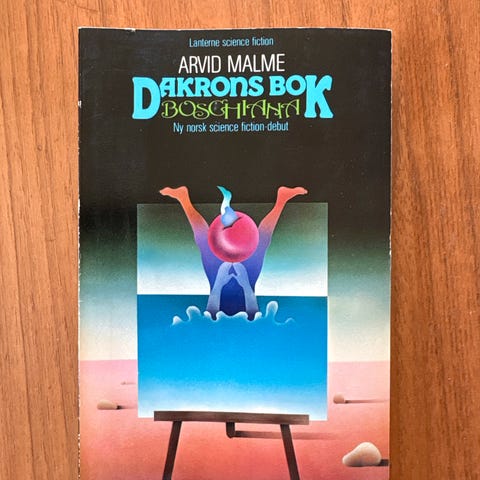 Lanterne science fiction
ARVID MALME
DAKRONS BOK
BOSCHIANA
Ny norsk science fiction-debut